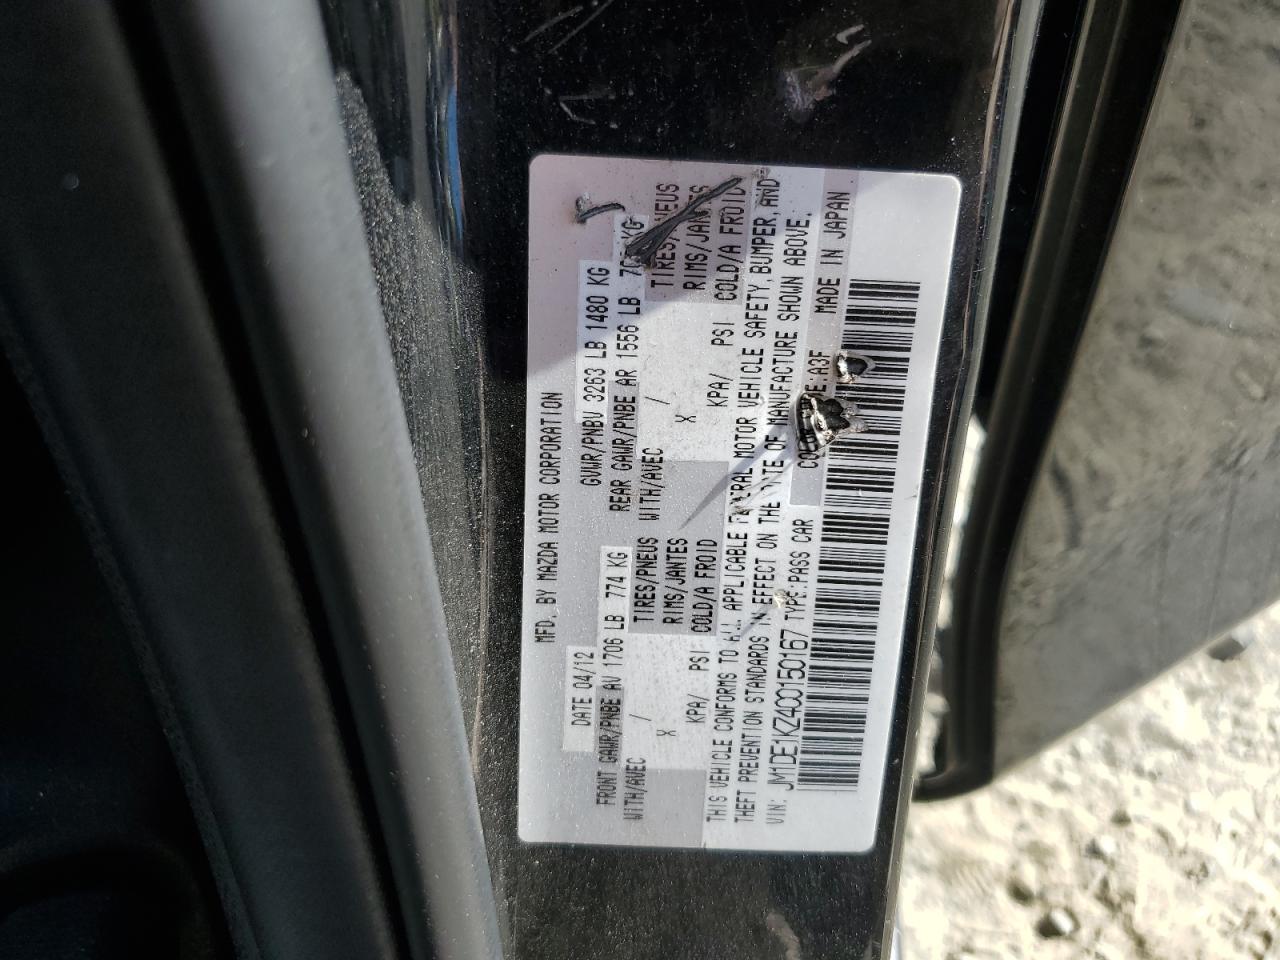 MFD. BY MAZDA MOTOR CORPORATION
DATE 04/12 GVWR/PNBV 3263 LB 1480 KG
FRONT GAWR/PNBE AV 1706 LB 774 KG REAR GAWR/PNBE AR 1556 LB KG
WITH/AVEC TIRES/PNEUS WITH/AVEC TIRES/PNEUS
X / RIMS/JANTES X / RIMS/JANTES
KPA/ PSI COLD/A FROID KPA/ PSI COLD/A FROID
THIS VEHICLE CONFORMS TO ALL APPLICABLE FEDERAL MOTOR VEHICLE SAFETY, BUMPER, AND
THEFT PREVENTION STANDARDS IN EFFECT ON THE DATE OF MANUFACTURE SHOWN ABOVE.
VIN: JM1DE1KZ4C0150167 TYPE:PASS CAR :A3F MADE IN JAPAN